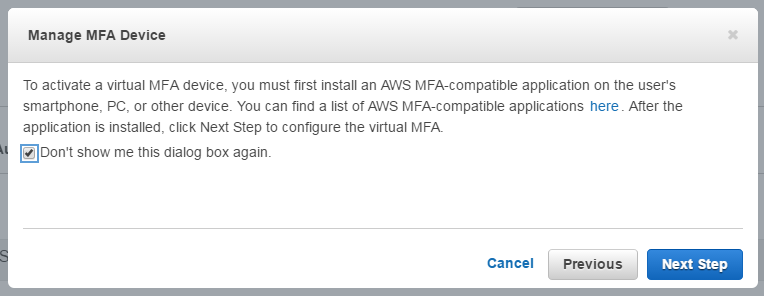 Manage MFA Device
To activate a virtual MFA device, you must first install an AWS MFA-compatible application on the user's
smartphone, PC, or other device. You can find a list of AWS MFA-compatible applications here. After the
application is installed, click Next Step to configure the virtual MFA.
Don't show me this dialog box again.
Cancel Previous Next Step